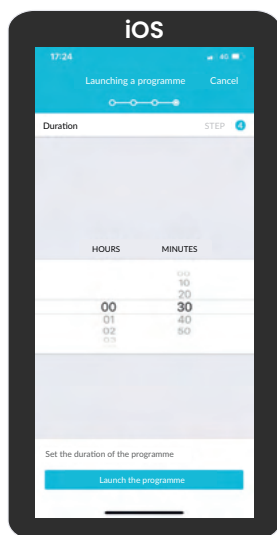 iOS
17:24 4G
Launching a programme Cancel
Duration STEP 4
HOURS MINUTES
00
10
20
00 30
01 40
02 50
03
Set the duration of the programme
Launch the programme